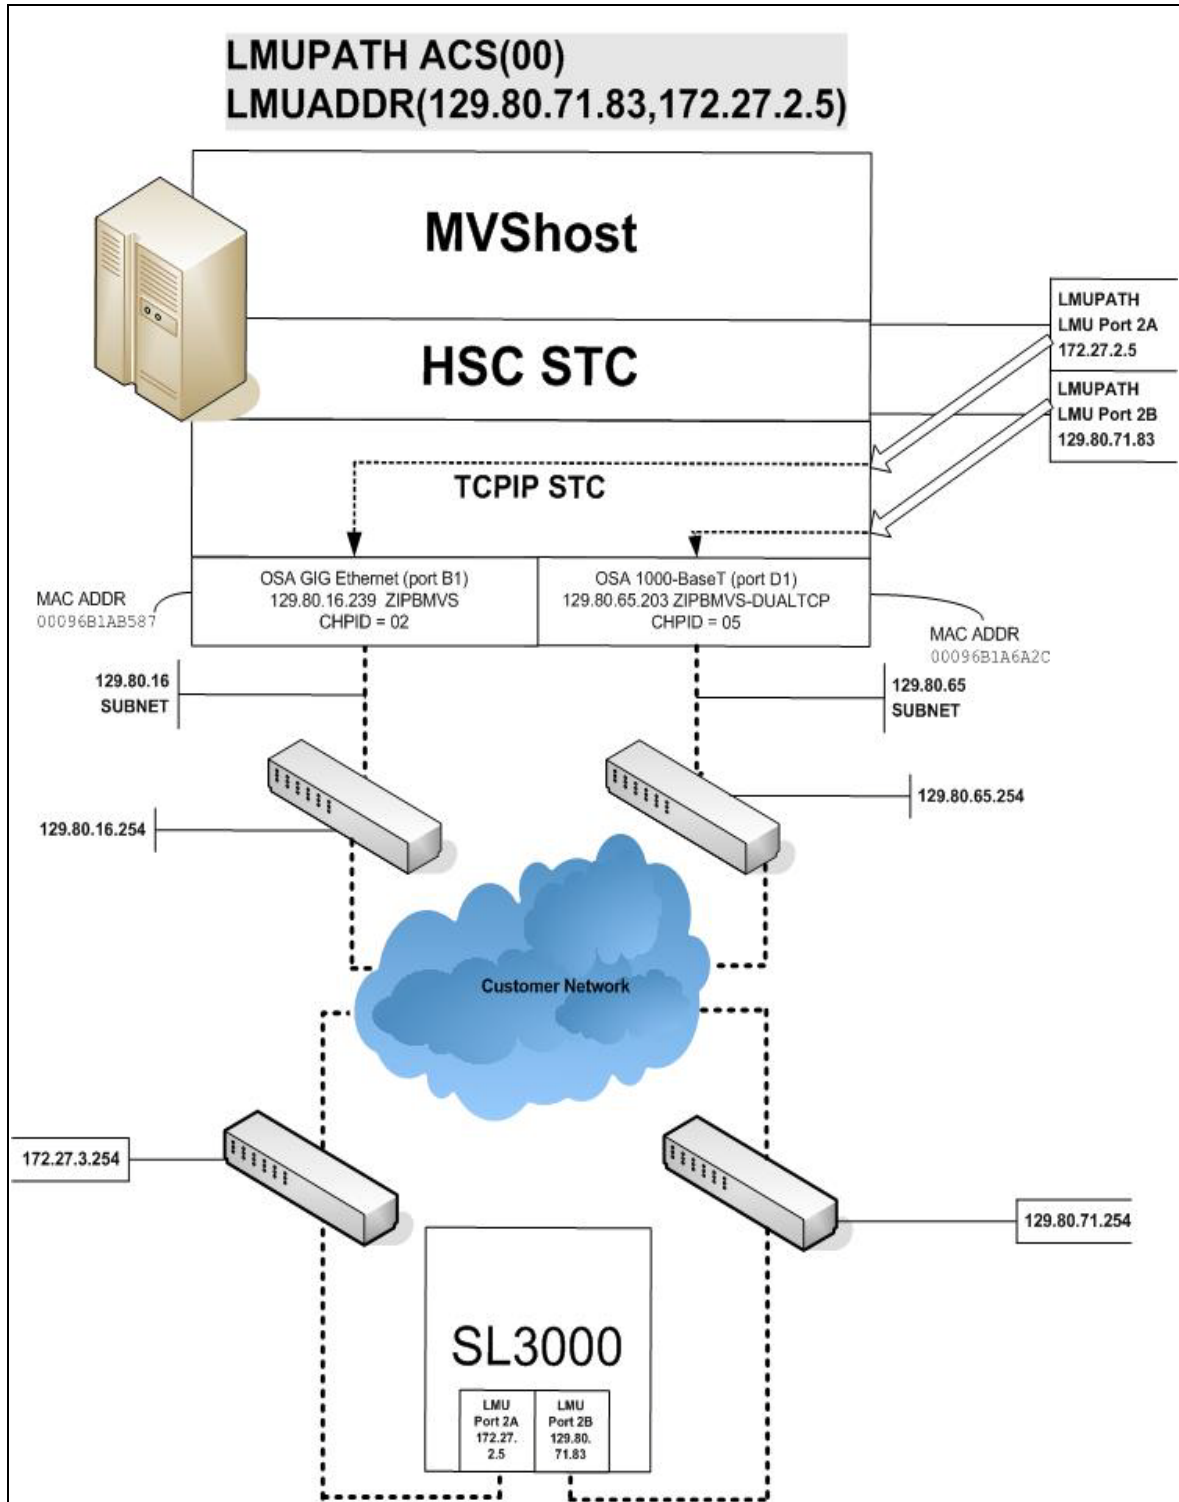 LMUPATH ACS(00)
LMUADDR(129.80.71.83,172.27.2.5)
MVShost
HSC STC
LMUPATH
LMU Port 2A
172.27.2.5
LMUPATH
LMU Port 2B
129.80.71.83
TCPIP STC
OSA GIG Ethernet (port B1)
129.80.16.239 ZIPBMVS
CHPID = 02
OSA 1000-BaseT (port D1)
129.80.65.203 ZIPBMVS-DUALTCP
CHPID = 05
MAC ADDR
00096B1AB587
MAC ADDR
00096B1A6A2C
129.80.16
SUBNET
129.80.65
SUBNET
129.80.16.254
129.80.65.254
Customer Network
172.27.3.254
129.80.71.254
SL3000
LMU
Port 2A
172.27.
2.5
LMU
Port 2B
129.80.
71.83